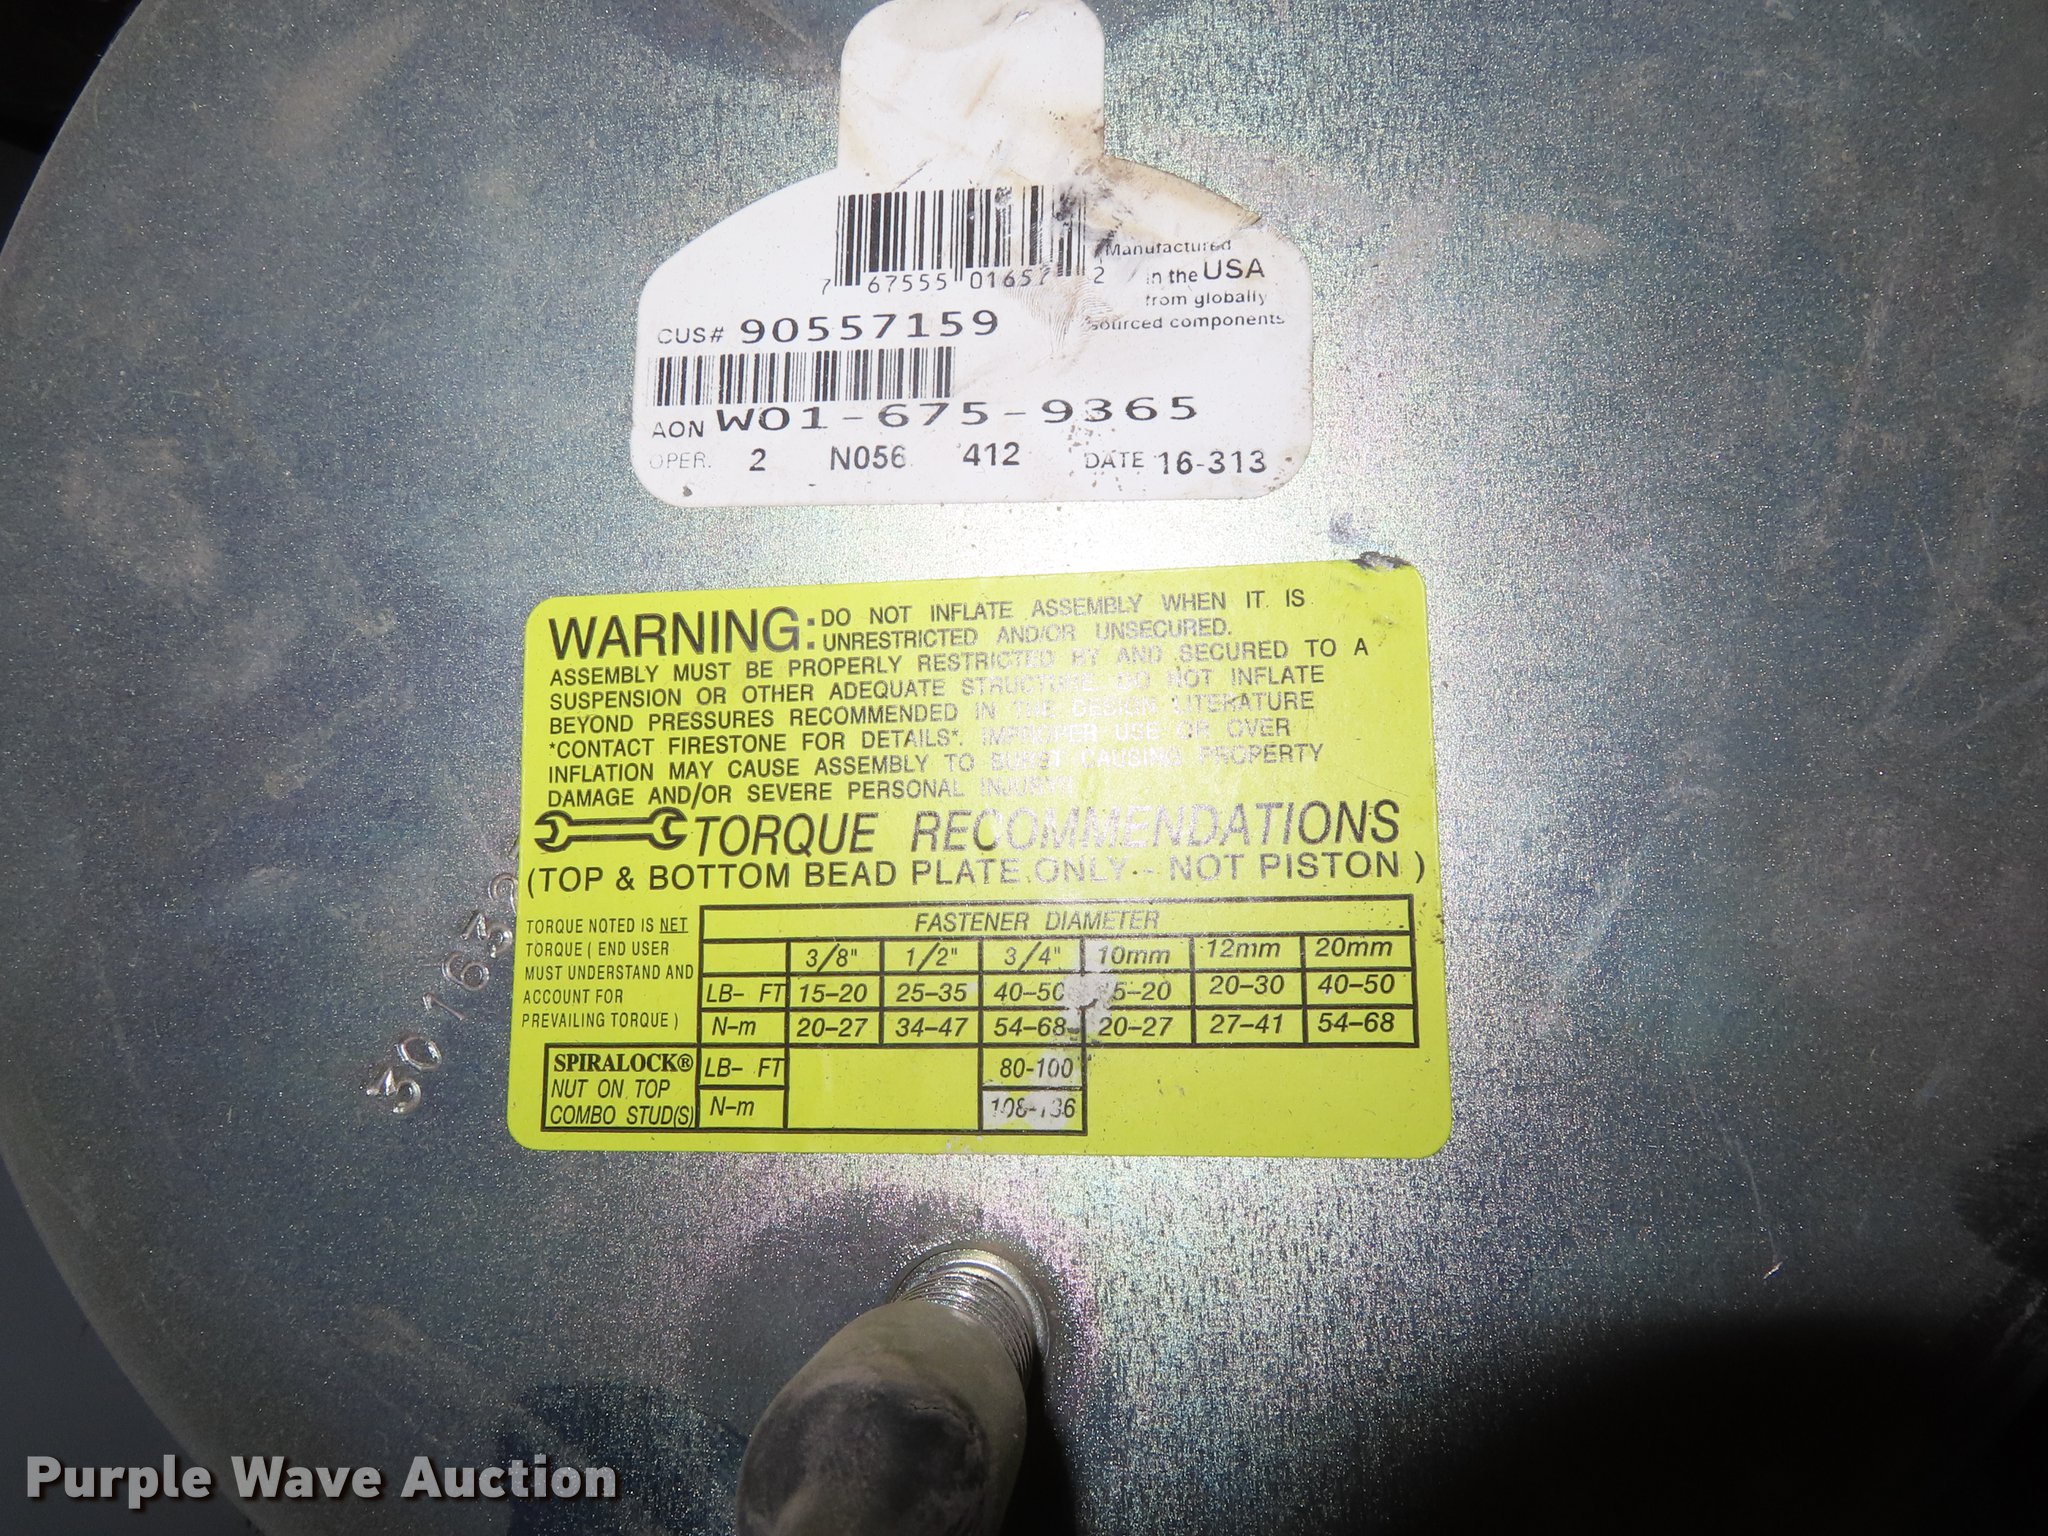 7 67555 01657 2
Manufactured
in the USA
from globally
sourced components
CUS# 90557159
AON W01-675-9365
OPER. 2 N056 412 DATE 16-313
WARNING: DO NOT INFLATE ASSEMBLY WHEN IT IS
UNRESTRICTED AND/OR UNSECURED.
ASSEMBLY MUST BE PROPERLY RESTRICTED BY AND SECURED TO A
SUSPENSION OR OTHER ADEQUATE STRUCTURE. DO NOT INFLATE
BEYOND PRESSURES RECOMMENDED IN THE DESIGN LITERATURE
*CONTACT FIRESTONE FOR DETAILS*. IMPROPER USE OR OVER
INFLATION MAY CAUSE ASSEMBLY TO BURST CAUSING PROPERTY
DAMAGE AND/OR SEVERE PERSONAL INJURY.
TORQUE RECOMMENDATIONS
(TOP & BOTTOM BEAD PLATE ONLY - NOT PISTON )
TORQUE NOTED IS NET
TORQUE ( END USER
MUST UNDERSTAND AND
ACCOUNT FOR
PREVAILING TORQUE )
FASTENER DIAMETER
3/8" 1/2" 3/4" 10mm 12mm 20mm
LB- FT 15-20 25-35 40-50 15-20 20-30 40-50
N-m 20-27 34-47 54-68 20-27 27-41 54-68
SPIRALOCK®
NUT ON TOP
COMBO STUD(S)
LB- FT 80-100
N-m 108-136
Purple Wave Auction